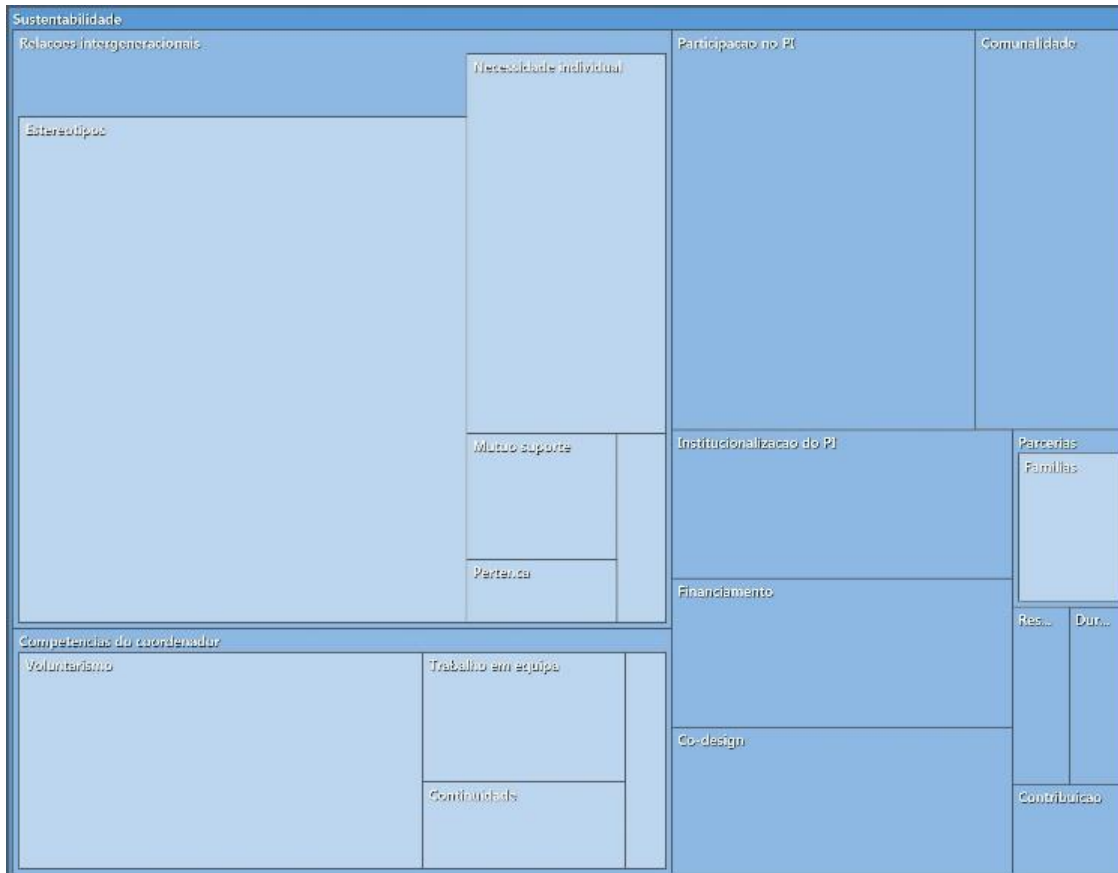 Sustentabilidade
Relacoes intergeneracionais
Necessidade individual
Estereotipos
Mutuo suporte
Pertenca
Competencias do coordenador
Voluntarismo
Trabalho em equipa
Continuidade
Participacao no PI
Comunalidade
Institucionalizacao do PI
Parcerias
Familias
Financiamento
Res...
Dur...
Co-design
Contribuicao